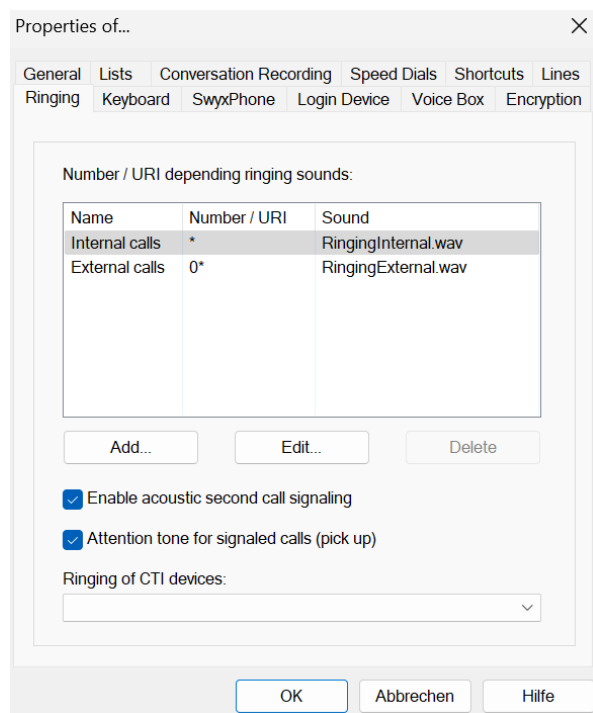 Properties of...
General Lists Conversation Recording Speed Dials Shortcuts Lines
Ringing Keyboard SwyxPhone Login Device Voice Box Encryption
Number / URI depending ringing sounds:
Name Number / URI Sound
Internal calls * RingingInternal.wav
External calls 0* RingingExternal.wav
Add... Edit... Delete
Enable acoustic second call signaling
Attention tone for signaled calls (pick up)
Ringing of CTI devices:
OK Abbrechen Hilfe